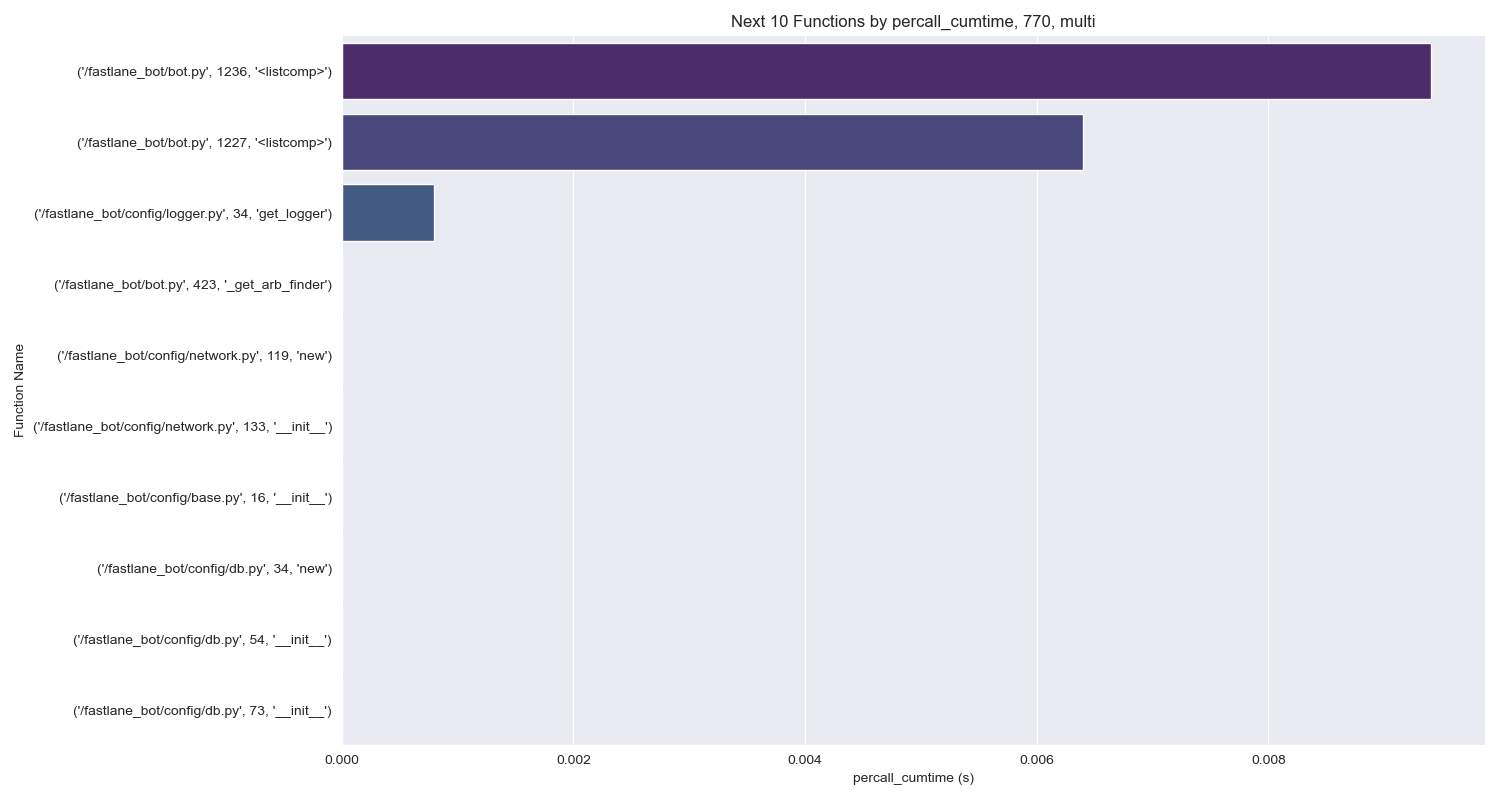 Next 10 Functions by percall_cumtime, 770, multi
('/fastlane_bot/bot.py', 1236, '<listcomp>')
('/fastlane_bot/bot.py', 1227, '<listcomp>')
('/fastlane_bot/config/logger.py', 34, 'get_logger')
('/fastlane_bot/bot.py', 423, '_get_arb_finder')
('/fastlane_bot/config/network.py', 119, 'new')
('/fastlane_bot/config/network.py', 133, '__init__')
('/fastlane_bot/config/base.py', 16, '__init__')
('/fastlane_bot/config/db.py', 34, 'new')
('/fastlane_bot/config/db.py', 54, '__init__')
('/fastlane_bot/config/db.py', 73, '__init__')
Function Name
0.000 0.002 0.004 0.006 0.008
percall_cumtime (s)